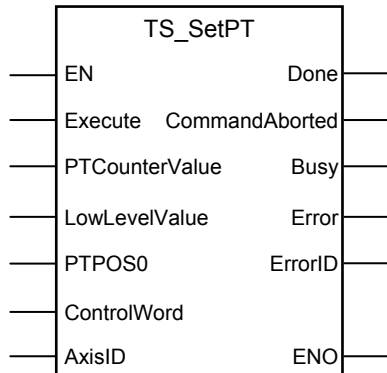 TS_SetPT
EN Done
Execute CommandAborted
PTCounterValue Busy
LowLevelValue Error
PTPOS0 ErrorID
ControlWord
AxisID ENO